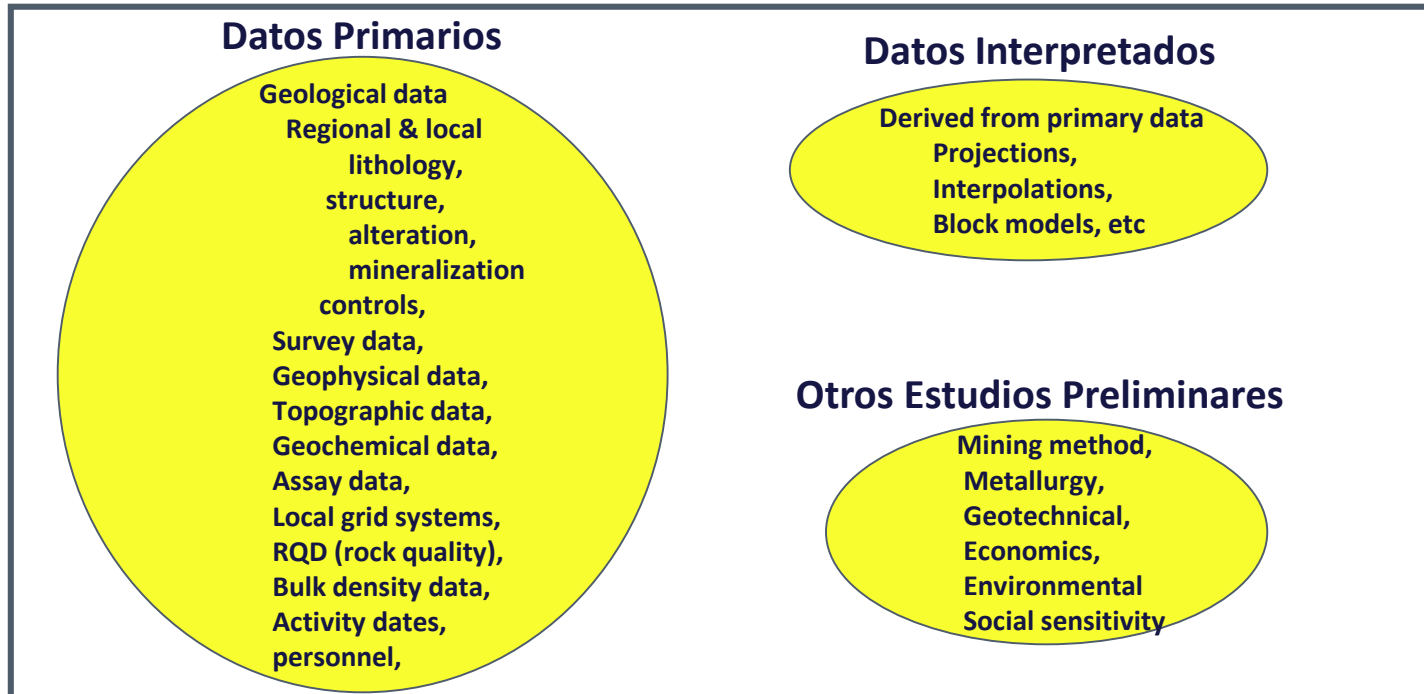 Datos Primarios
Geological data
Regional & local
lithology,
structure,
alteration,
mineralization
controls,
Survey data,
Geophysical data,
Topographic data,
Geochemical data,
Assay data,
Local grid systems,
RQD (rock quality),
Bulk density data,
Activity dates,
personnel,
Datos Interpretados
Derived from primary data
Projections,
Interpolations,
Block models, etc
Otros Estudios Preliminares
Mining method,
Metallurgy,
Geotechnical,
Economics,
Environmental
Social sensitivity